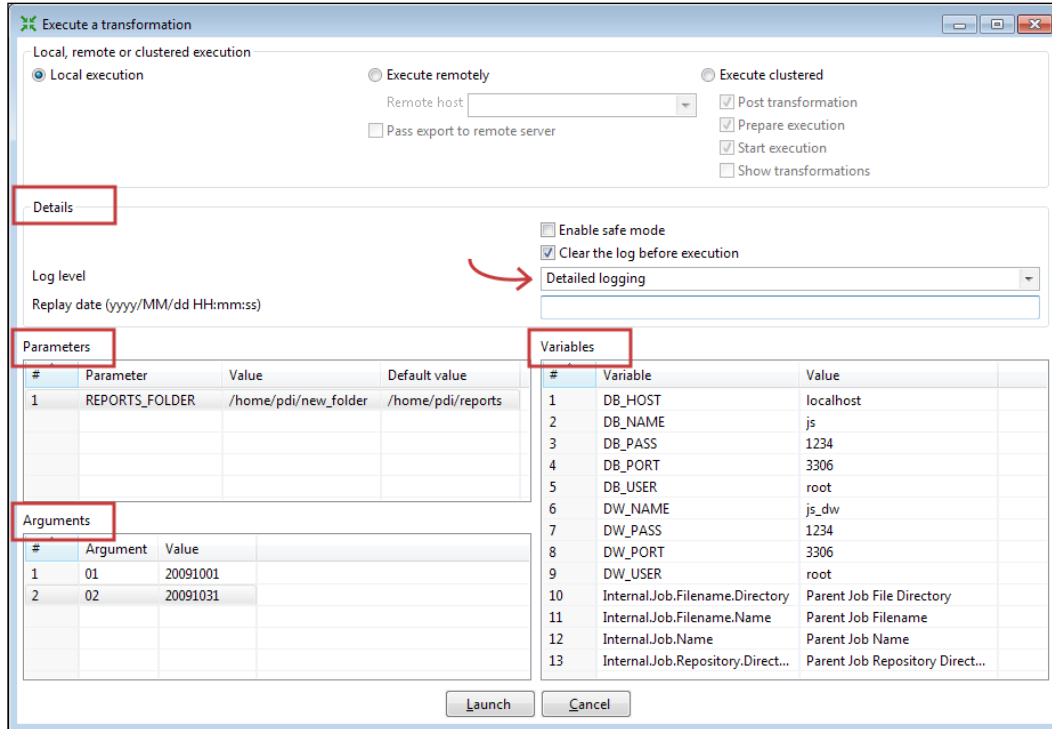 Execute a transformation
Local, remote or clustered execution
Local execution
Execute remotely
Remote host
Pass export to remote server
Execute clustered
Post transformation
Prepare execution
Start execution
Show transformations
Details
Enable safe mode
Clear the log before execution
Log level Detailed logging
Replay date (yyyy/MM/dd HH:mm:ss)
Parameters
# Parameter Value Default value
1 REPORTS_FOLDER /home/pdi/new_folder /home/pdi/reports
Arguments
# Argument Value
1 01 20091001
2 02 20091031
Variables
# Variable Value
1 DB_HOST localhost
2 DB_NAME js
3 DB_PASS 1234
4 DB_PORT 3306
5 DB_USER root
6 DW_NAME js_dw
7 DW_PASS 1234
8 DW_PORT 3306
9 DW_USER root
10 Internal.Job.Filename.Directory Parent Job File Directory
11 Internal.Job.Filename.Name Parent Job Filename
12 Internal.Job.Name Parent Job Name
13 Internal.Job.Repository.Direct... Parent Job Repository Direct...
Launch Cancel